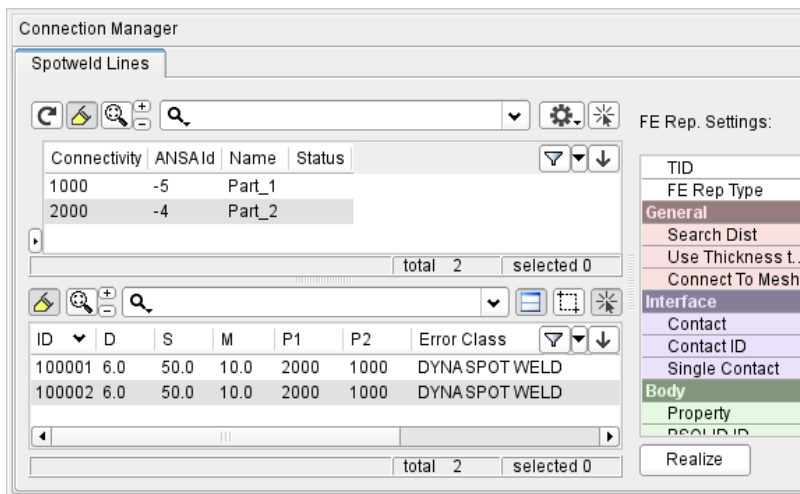 Connection Manager
Spotweld Lines
FE Rep. Settings:
Connectivity ANSA Id Name Status
1000 -5 Part_1
2000 -4 Part_2
total 2 selected 0
ID D S M P1 P2 Error Class
100001 6.0 50.0 10.0 2000 1000 DYNA SPOT WELD
100002 6.0 50.0 10.0 2000 1000 DYNA SPOT WELD
total 2 selected 0
TID
FE Rep Type
General
Search Dist
Use Thickness t..
Connect To Mesh
Interface
Contact
Contact ID
Single Contact
Body
Property
PSOLID ID
Realize